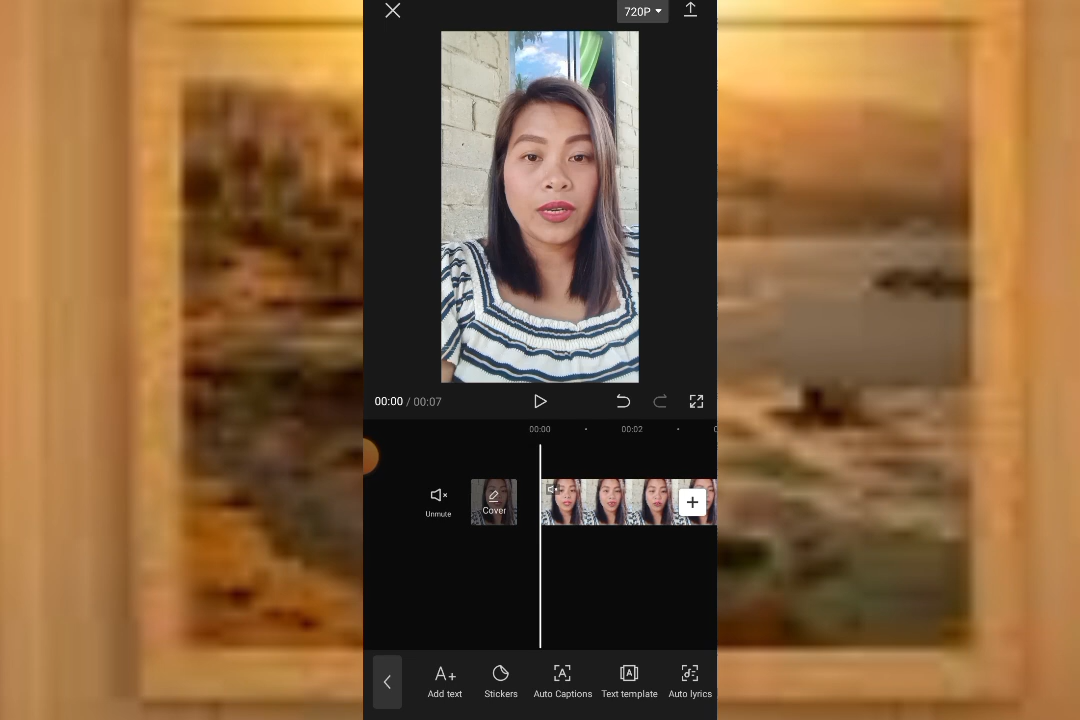 720P
00:00 / 00:07
00:00
00:02
Unmute
Cover
Add text
Stickers
Auto Captions
Text template
Auto lyrics